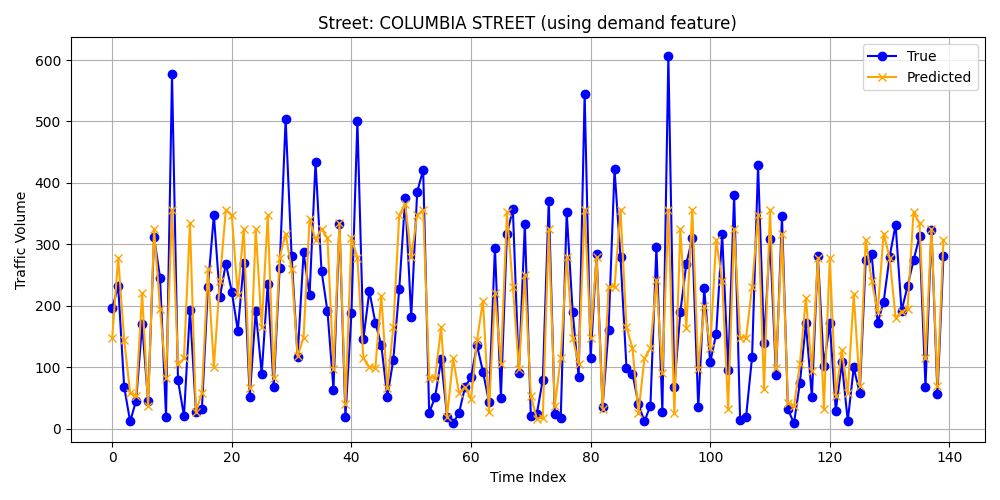 Street: COLUMBIA STREET (using demand feature)
True
Predicted
Traffic Volume
600
500
400
300
200
100
0
0 20 40 60 80 100 120 140
Time Index